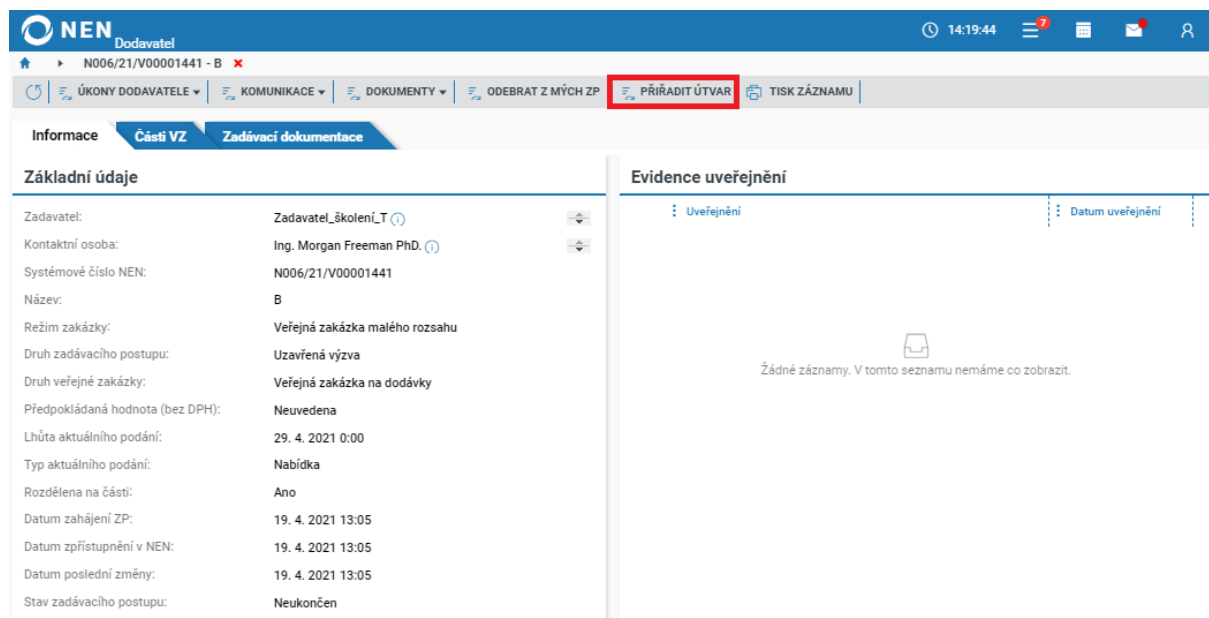 NEN Dodavatel
14:19:44
7
N006/21/V00001441 - B
ÚKONY DODAVATELE
KOMUNIKACE
DOKUMENTY
ODEBRAT Z MÝCH ZP
PŘIŘADIT ÚTVAR
TISK ZÁZNAMU
Informace
Části VZ
Zadávací dokumentace
Základní údaje
Zadavatel: Zadavatel_školení_T
Kontaktní osoba: Ing. Morgan Freeman PhD.
Systémové číslo NEN: N006/21/V00001441
Název: B
Režim zakázky: Veřejná zakázka malého rozsahu
Druh zadávacího postupu: Uzavřená výzva
Druh veřejné zakázky: Veřejná zakázka na dodávky
Předpokládaná hodnota (bez DPH): Neuvedena
Lhůta aktuálního podání: 29. 4. 2021 0:00
Typ aktuálního podání: Nabídka
Rozdělena na části: Ano
Datum zahájení ZP: 19. 4. 2021 13:05
Datum zpřístupnění v NEN: 19. 4. 2021 13:05
Datum poslední změny: 19. 4. 2021 13:05
Stav zadávacího postupu: Neukončen
Evidence uveřejnění
Uveřejnění
Datum uveřejnění
Žádné záznamy. V tomto seznamu nemáme co zobrazit.